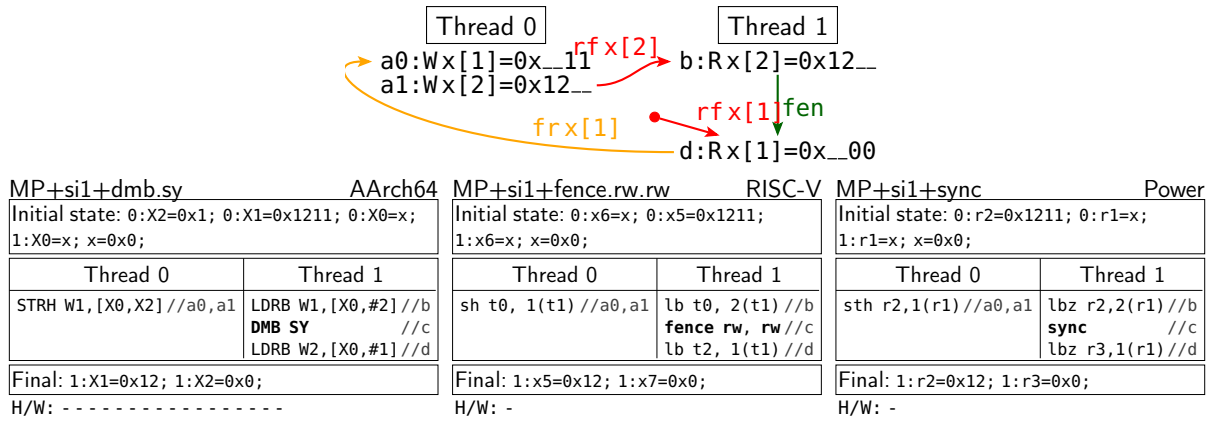 Thread 0 Thread 1
rf x[2]
a0:W x[1]=0x__11 b:R x[2]=0x12__
a1:W x[2]=0x12__
rf x[1] fen
fr x[1]
d:R x[1]=0x__00
MP+si1+dmb.sy AArch64
Initial state: 0:X2=0x1; 0:X1=0x1211; 0:X0=x;
1:X0=x; x=0x0;
Thread 0 Thread 1
STRH W1,[X0,X2]//a0,a1 LDRB W1,[X0,#2]//b
DMB SY //c
LDRB W2,[X0,#1]//d
Final: 1:X1=0x12; 1:X2=0x0;
H/W: - - - - - - - - - - - - - - - - -
MP+si1+fence.rw.rw RISC-V
Initial state: 0:x6=x; 0:x5=0x1211;
1:x6=x; x=0x0;
Thread 0 Thread 1
sh t0, 1(t1)//a0,a1 lb t0, 2(t1)//b
fence rw, rw//c
lb t2, 1(t1)//d
Final: 1:x5=0x12; 1:x7=0x0;
H/W: -
MP+si1+sync Power
Initial state: 0:r2=0x1211; 0:r1=x;
1:r1=x; x=0x0;
Thread 0 Thread 1
sth r2,1(r1)//a0,a1 lbz r2,2(r1)//b
sync //c
lbz r3,1(r1)//d
Final: 1:r2=0x12; 1:r3=0x0;
H/W: -